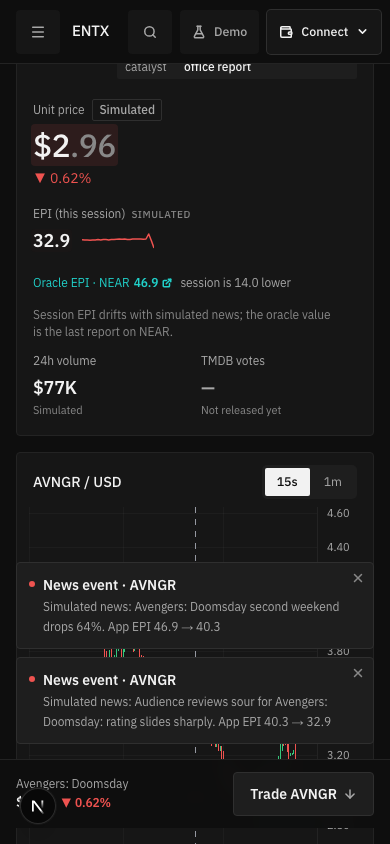 ENTX
Demo
Connect
catalyst office report
Unit price Simulated
$2.96
▼ 0.62%
EPI (this session) SIMULATED
32.9
Oracle EPI · NEAR 46.9 session is 14.0 lower
Session EPI drifts with simulated news; the oracle value
is the last report on NEAR.
24h volume TMDB votes
$77K —
Simulated Not released yet
AVNGR / USD 15s 1m
4.60
4.40
News event · AVNGR
Simulated news: Avengers: Doomsday second weekend
drops 64%. App EPI 46.9 → 40.3
3.80
News event · AVNGR
Simulated news: Audience reviews sour for Avengers:
Doomsday: rating slides sharply. App EPI 40.3 → 32.9
3.20
Avengers: Doomsday
N ▼ 0.62%
Trade AVNGR ↓